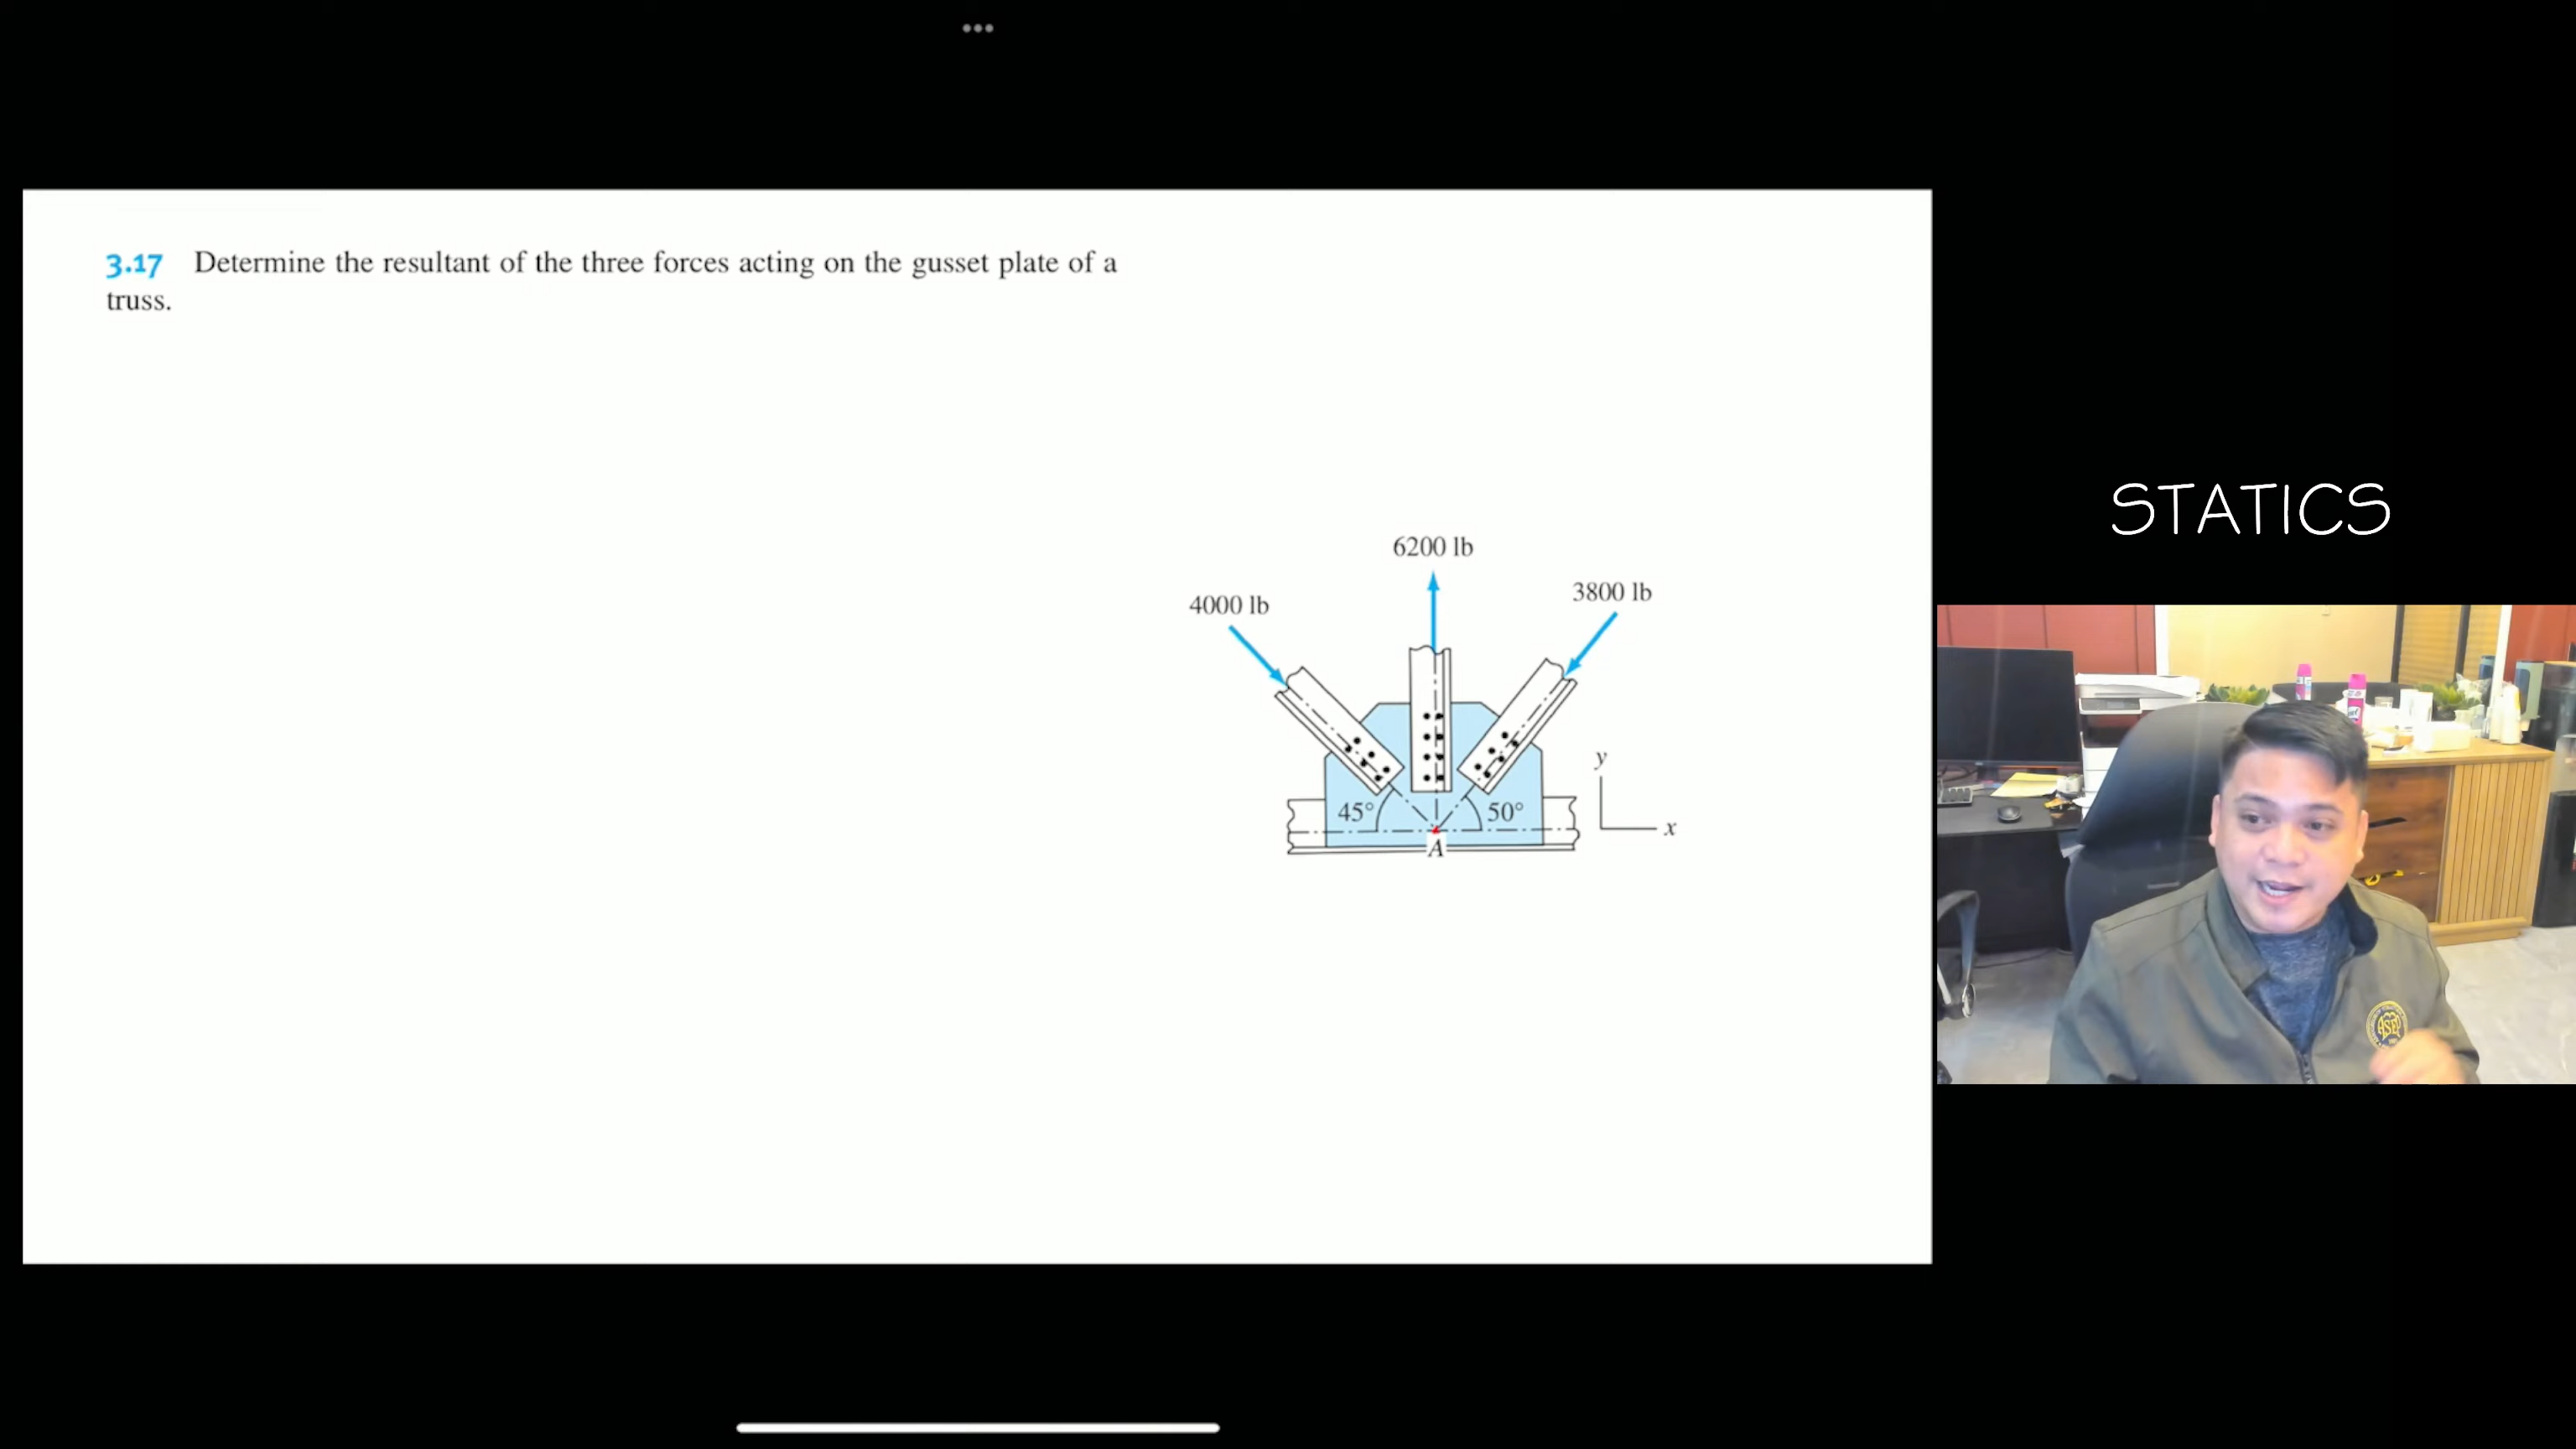 3.17 Determine the resultant of the three forces acting on the gusset plate of a
truss.
6200 lb
4000 lb
3800 lb
45°
50°
A
y
x
STATICS